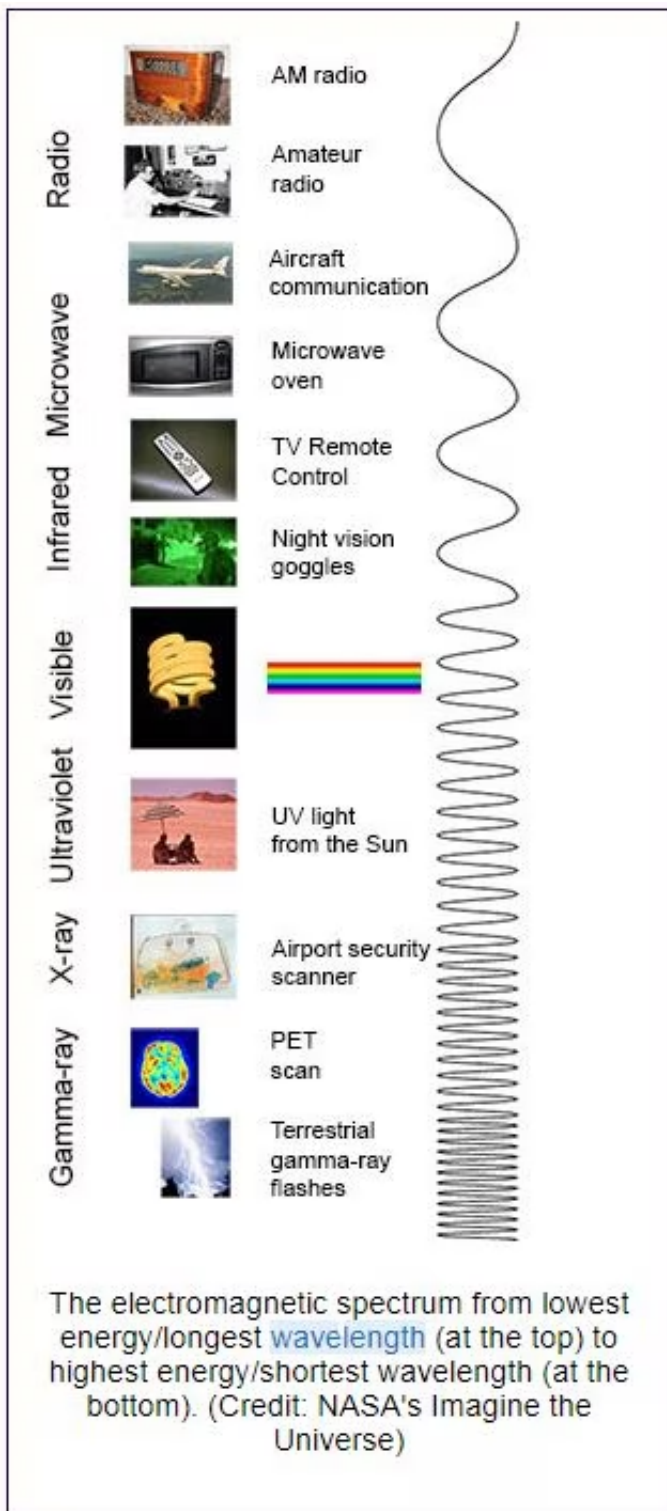 Radio
AM radio
Amateur
radio
Aircraft
communication
Microwave
Microwave
oven
Infrared
TV Remote
Control
Night vision
goggles
Visible
Ultraviolet
UV light
from the Sun
X-ray
Airport security
scanner
Gamma-ray
PET
scan
Terrestrial
gamma-ray
flashes
The electromagnetic spectrum from lowest
energy/longest wavelength (at the top) to
highest energy/shortest wavelength (at the
bottom). (Credit: NASA's Imagine the
Universe)